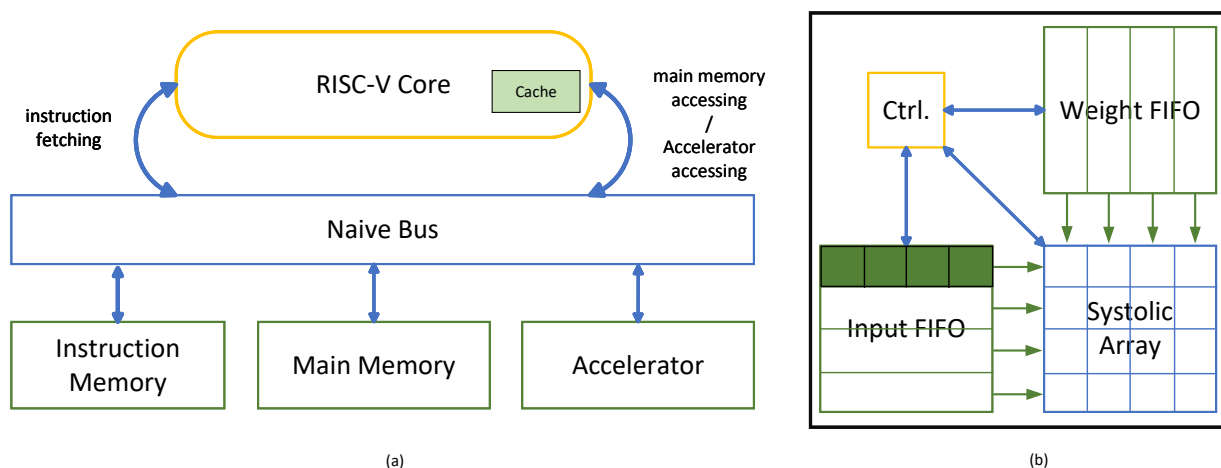 RISC-V Core
Cache
instruction
fetching
main memory
accessing
/
Accelerator
accessing
Naive Bus
Instruction
Memory
Main Memory
Accelerator
(a)
Ctrl.
Weight FIFO
Input FIFO
Systolic
Array
(b)